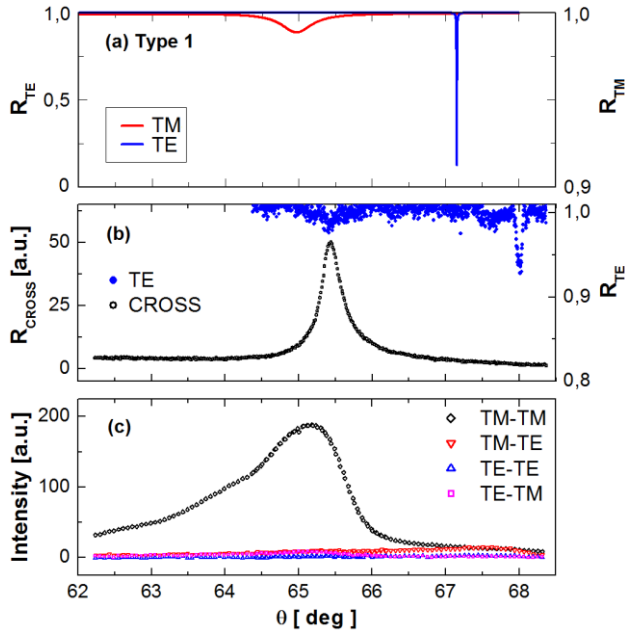 1,0
(a) Type 1
1,0
R_TE
0,5
R_TM
TM
TE
0
0,9
50
(b)
1,0
R_CROSS [a.u.]
25
TE
CROSS
0,9
R_TE
0
0,8
200
(c)
TM-TM
TM-TE
TE-TE
TE-TM
Intensity [a.u.]
100
0
62 63 64 65 66 67 68
θ [ deg ]